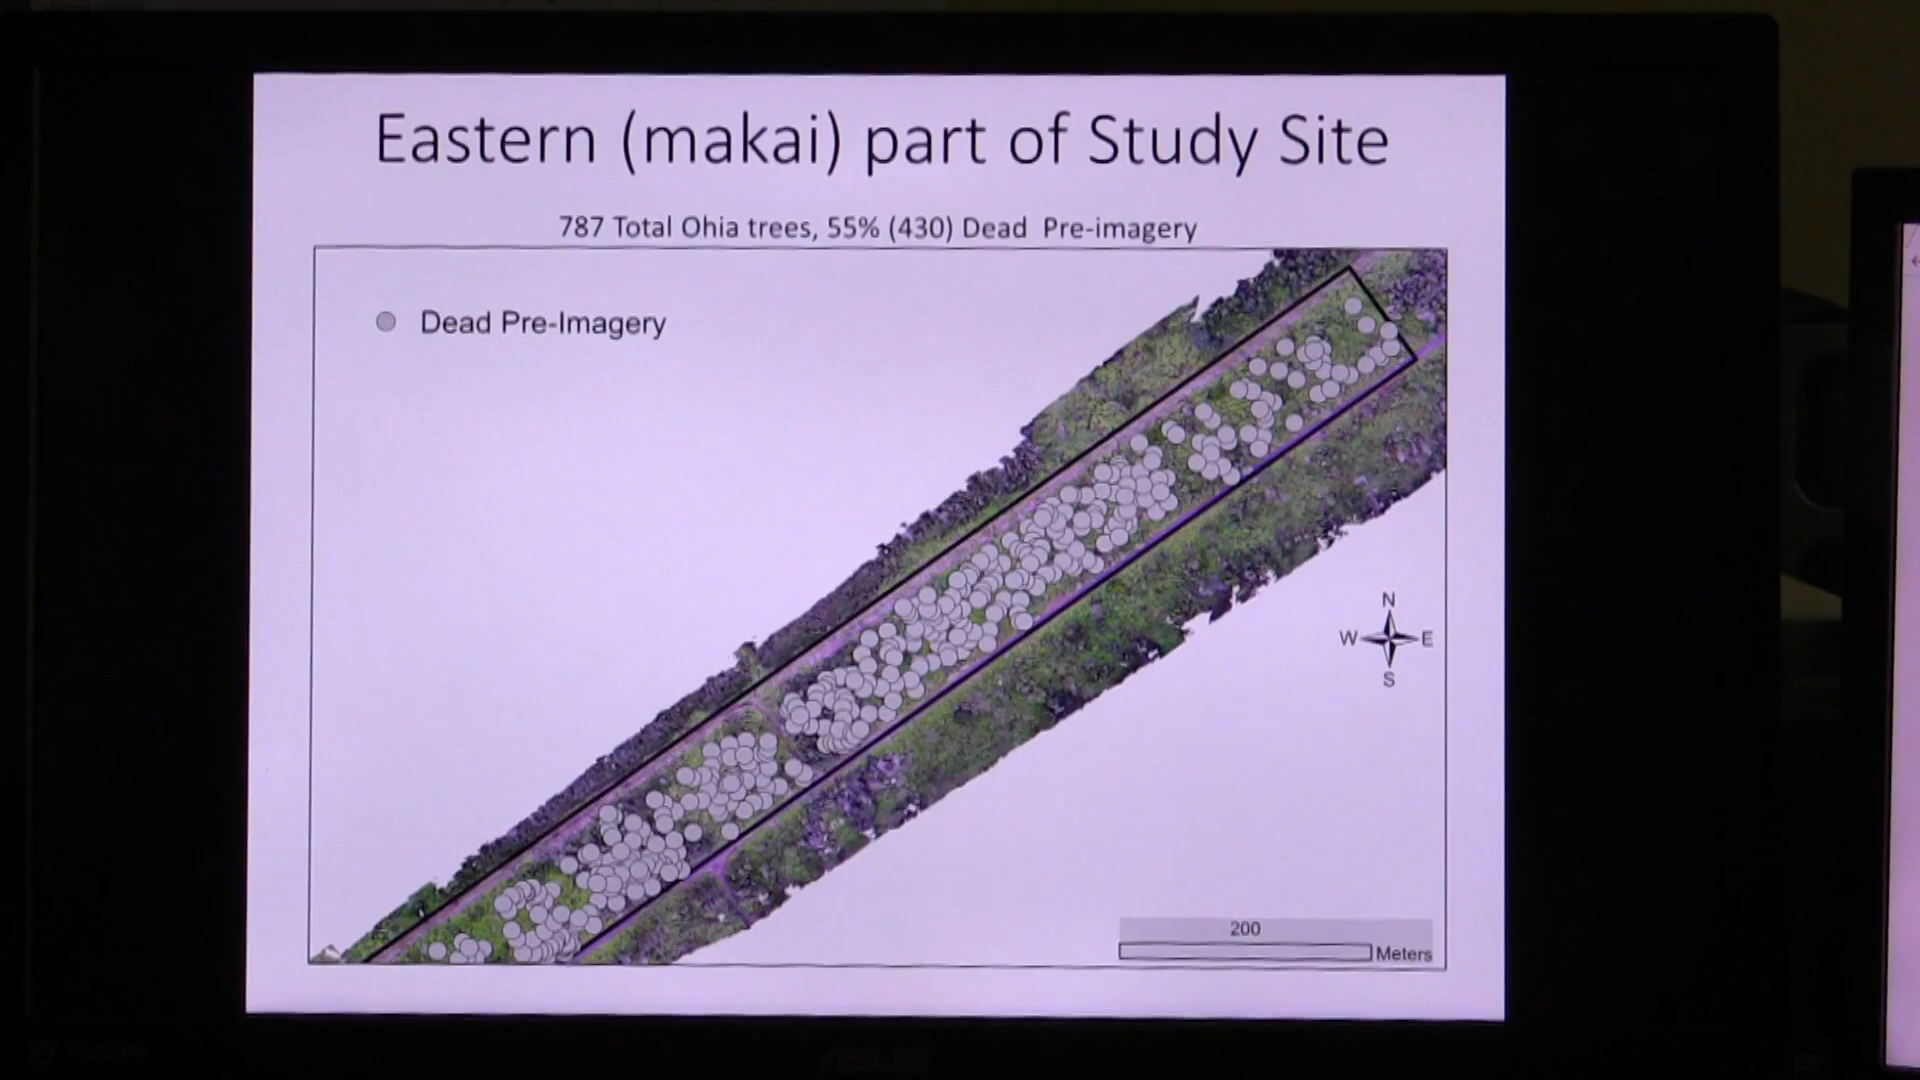 Eastern (makai) part of Study Site
787 Total Ohia trees, 55% (430) Dead Pre-imagery
Dead Pre-Imagery
N
W E
S
200
Meters
ASUS